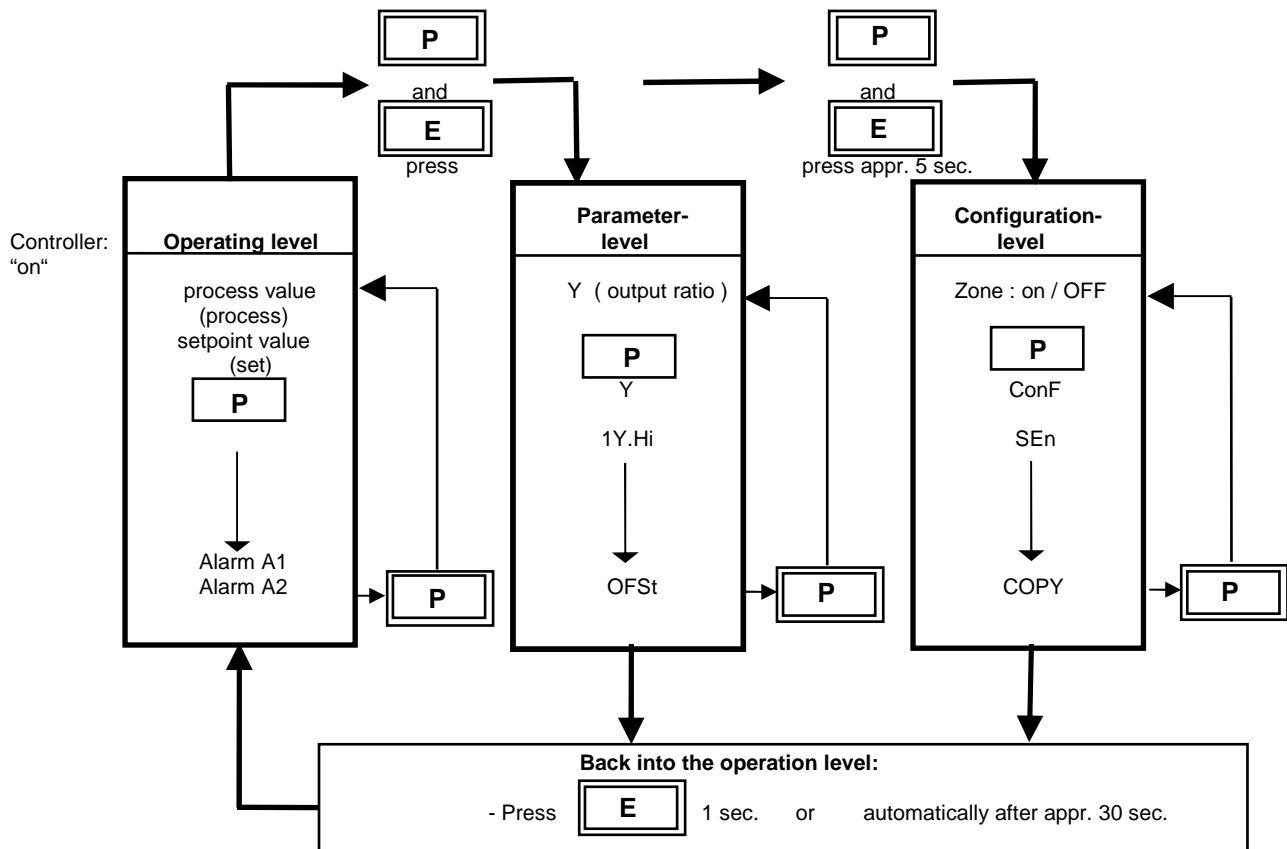 P
and
E
press
P
and
E
press appr. 5 sec.
Controller:
“on“
Operating level
process value
(process)
setpoint value
(set)
P
Alarm A1
Alarm A2
P
Parameter-
level
Y ( output ratio )
P
Y
1Y.Hi
OFSt
P
Configuration-
level
Zone : on / OFF
P
ConF
SEn
COPY
P
Back into the operation level:
- Press E 1 sec. or automatically after appr. 30 sec.